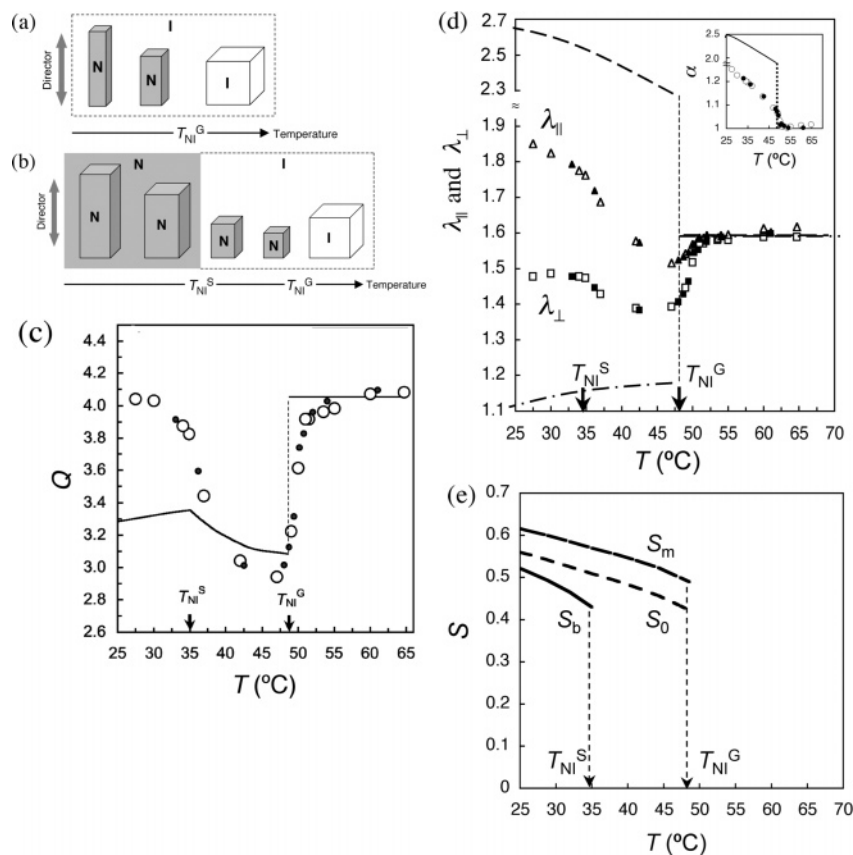 (a)
I
Director
N
N
I
T_NI^G
Temperature
(b)
N
I
Director
N
N
N
N
I
T_NI^S
T_NI^G
Temperature
(c)
4.4
4.2
4.0
3.8
3.6
3.4
3.2
3.0
2.8
2.6
Q
T_NI^S
T_NI^G
25 30 35 40 45 50 55 60 65
T (ºC)
(d)
2.7
2.5
2.3
≈
1.9
1.8
1.7
1.6
1.5
1.4
1.3
1.2
1.1
λ∥ and λ⊥
λ∥
λ⊥
T_NI^S
T_NI^G
25 30 35 40 45 50 55 60 65 70
T (ºC)
2.5
1.2
1.1
1
α
25 35 45 55 65
T (ºC)
(e)
0.7
0.6
0.5
0.4
0.3
0.2
0.1
0
S
S_m
S_b
S_0
T_NI^S
T_NI^G
25 30 35 40 45 50 55 60 65 70
T (ºC)